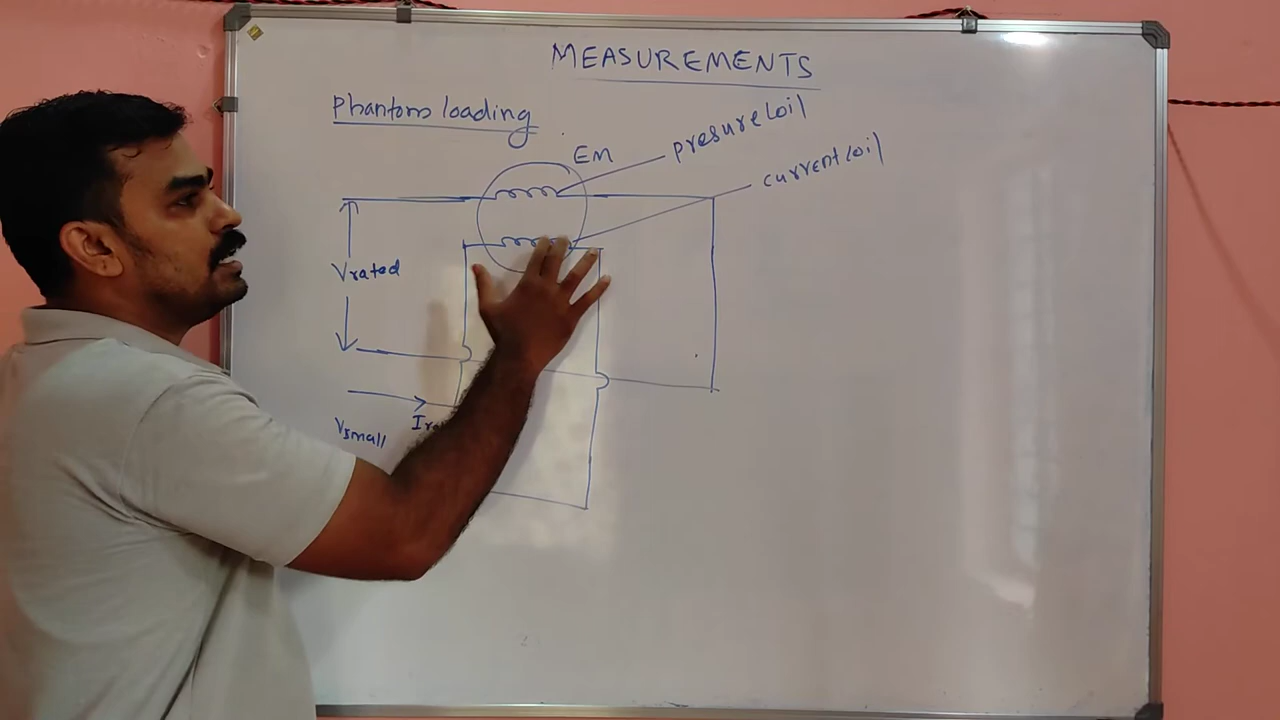 MEASUREMENTS
Phantom loading
EM
presure coil
current coil
Vrated
Vsmall